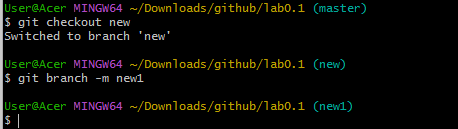 User@Acer MINGW64 ~/Downloads/github/lab0.1 (master)
$ git checkout new
Switched to branch 'new'
User@Acer MINGW64 ~/Downloads/github/lab0.1 (new)
$ git branch -m new1
User@Acer MINGW64 ~/Downloads/github/lab0.1 (new1)
$